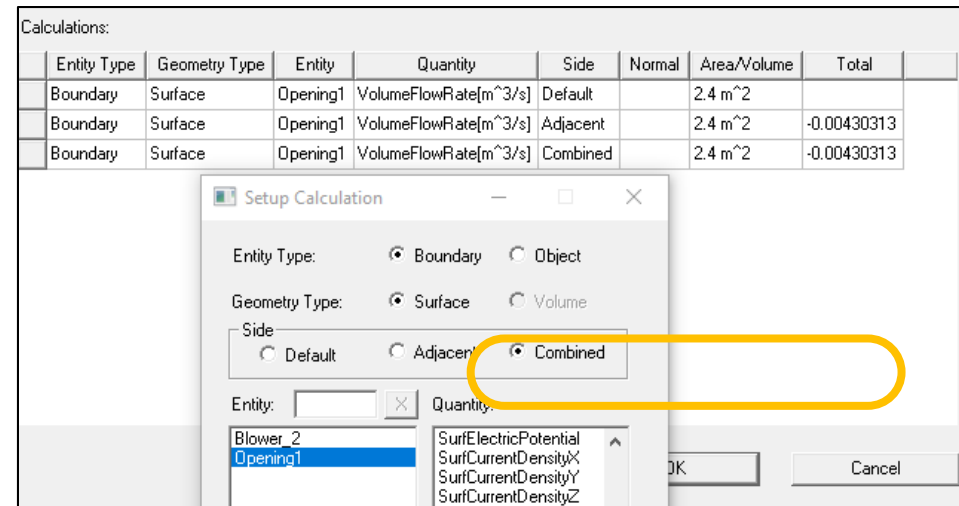 Calculations:
Entity Type Geometry Type Entity Quantity Side Normal Area/Volume Total
Boundary Surface Opening1 VolumeFlowRate[m^3/s] Default 2.4 m^2
Boundary Surface Opening1 VolumeFlowRate[m^3/s] Adjacent 2.4 m^2 -0.00430313
Boundary Surface Opening1 VolumeFlowRate[m^3/s] Combined 2.4 m^2 -0.00430313
Setup Calculation
Entity Type: Boundary Object
Geometry Type: Surface Volume
Side
Default Adjacent Combined
Entity: X Quantity:
Blower_2 SurfElectricPotential
Opening1 SurfCurrentDensityX
SurfCurrentDensityY
OK Cancel
SurfCurrentDensityZ